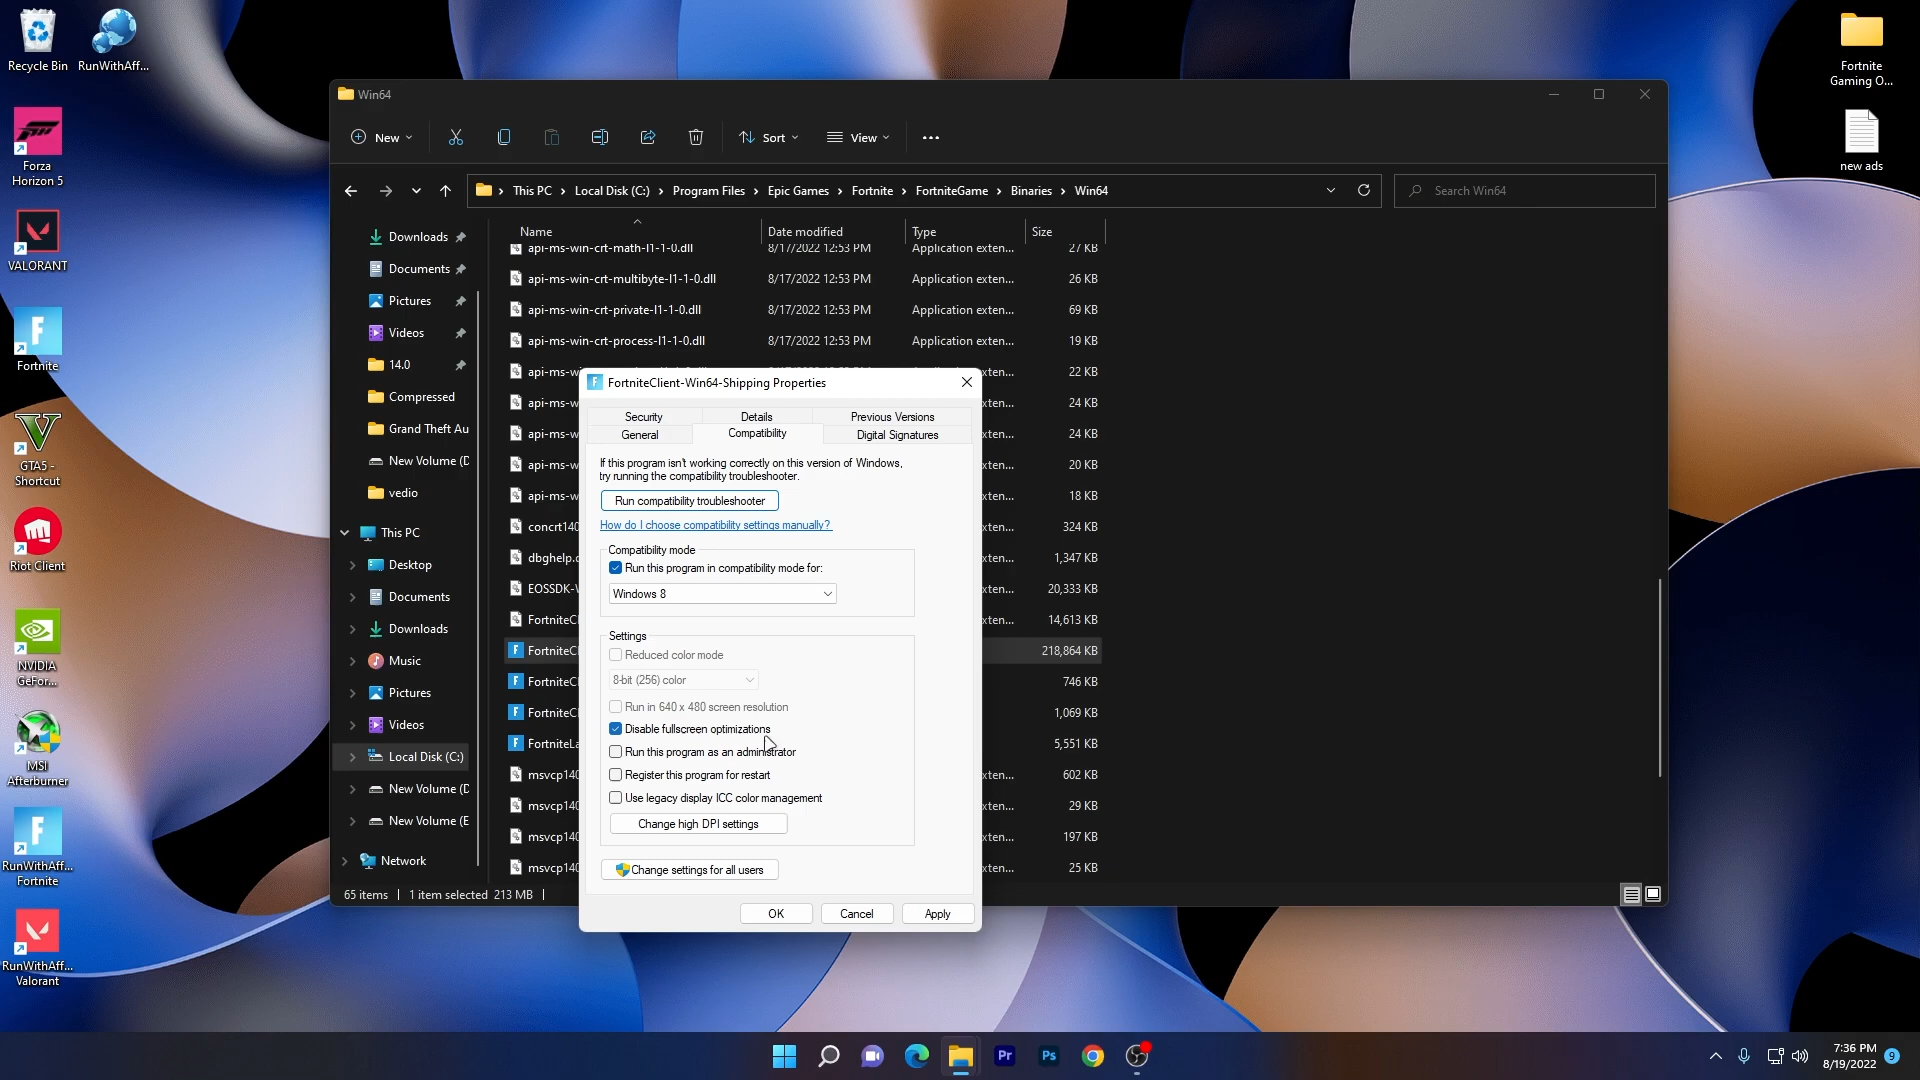 Recycle Bin
RunWithAff...
Forza
Horizon 5
VALORANT
Fortnite
GTA5 -
Shortcut
Riot Client
NVIDIA
GeFor...
MSI
Afterburner
RunWithAff...
Fortnite
RunWithAff...
Valorant
Fortnite
Gaming O...
new ads
Win64
New
Sort
View
This PC > Local Disk (C:) > Program Files > Epic Games > Fortnite > FortniteGame > Binaries > Win64
Search Win64
Downloads
Documents
Pictures
Videos
14.0
Compressed
Grand Theft Au
New Volume (D
vedio
This PC
Desktop
Documents
Downloads
Music
Pictures
Videos
Local Disk (C:)
New Volume (D
New Volume (E
Network
Name Date modified Type Size
api-ms-win-crt-math-l1-1-0.dll 8/17/2022 12:53 PM Application exten... 27 KB
api-ms-win-crt-multibyte-l1-1-0.dll 8/17/2022 12:53 PM Application exten... 26 KB
api-ms-win-crt-private-l1-1-0.dll 8/17/2022 12:53 PM Application exten... 69 KB
api-ms-win-crt-process-l1-1-0.dll 8/17/2022 12:53 PM Application exten... 19 KB
api-ms-wi xten... 22 KB
api-ms-w xten... 24 KB
api-ms-w xten... 24 KB
api-ms-w xten... 20 KB
api-ms-w xten... 18 KB
concrt140 xten... 324 KB
dbghelp.d xten... 1,347 KB
EOSSDK-W xten... 20,333 KB
FortniteCl xten... 14,613 KB
FortniteCl 218,864 KB
FortniteCl 746 KB
FortniteCl 1,069 KB
FortniteLa 5,551 KB
msvcp140 xten... 602 KB
msvcp140 xten... 29 KB
msvcp140 xten... 197 KB
msvcp140 xten... 25 KB
65 items | 1 item selected 213 MB |
FortniteClient-Win64-Shipping Properties
Security Details Previous Versions
General Compatibility Digital Signatures
If this program isn't working correctly on this version of Windows,
try running the compatibility troubleshooter.
Run compatibility troubleshooter
How do I choose compatibility settings manually?
Compatibility mode
Run this program in compatibility mode for:
Windows 8
Settings
Reduced color mode
8-bit (256) color
Run in 640 x 480 screen resolution
Disable fullscreen optimizations
Run this program as an administrator
Register this program for restart
Use legacy display ICC color management
Change high DPI settings
Change settings for all users
OK Cancel Apply
Pr
Ps
7:36 PM
8/19/2022
9